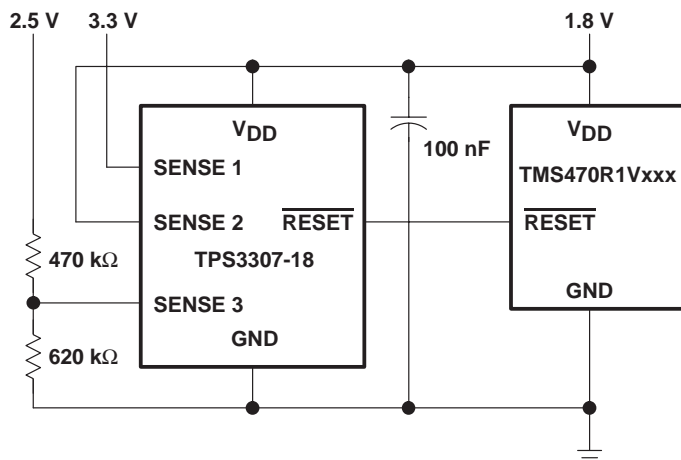 2.5 V 3.3 V 1.8 V
VDD VDD
100 nF
SENSE 1 TMS470R1Vxxx
SENSE 2 RESET RESET
470 kΩ TPS3307-18
GND
SENSE 3
GND
620 kΩ